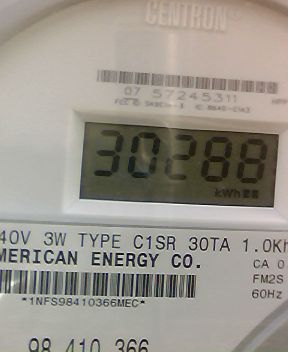 CENTRON®
07 57245311
30288
kWh
40V 3W TYPE C1SR 30TA 1.0Kh
MERICAN ENERGY CO.
CA 0
FM2S
*1NFS98410366MEC*
60Hz
98 410 366